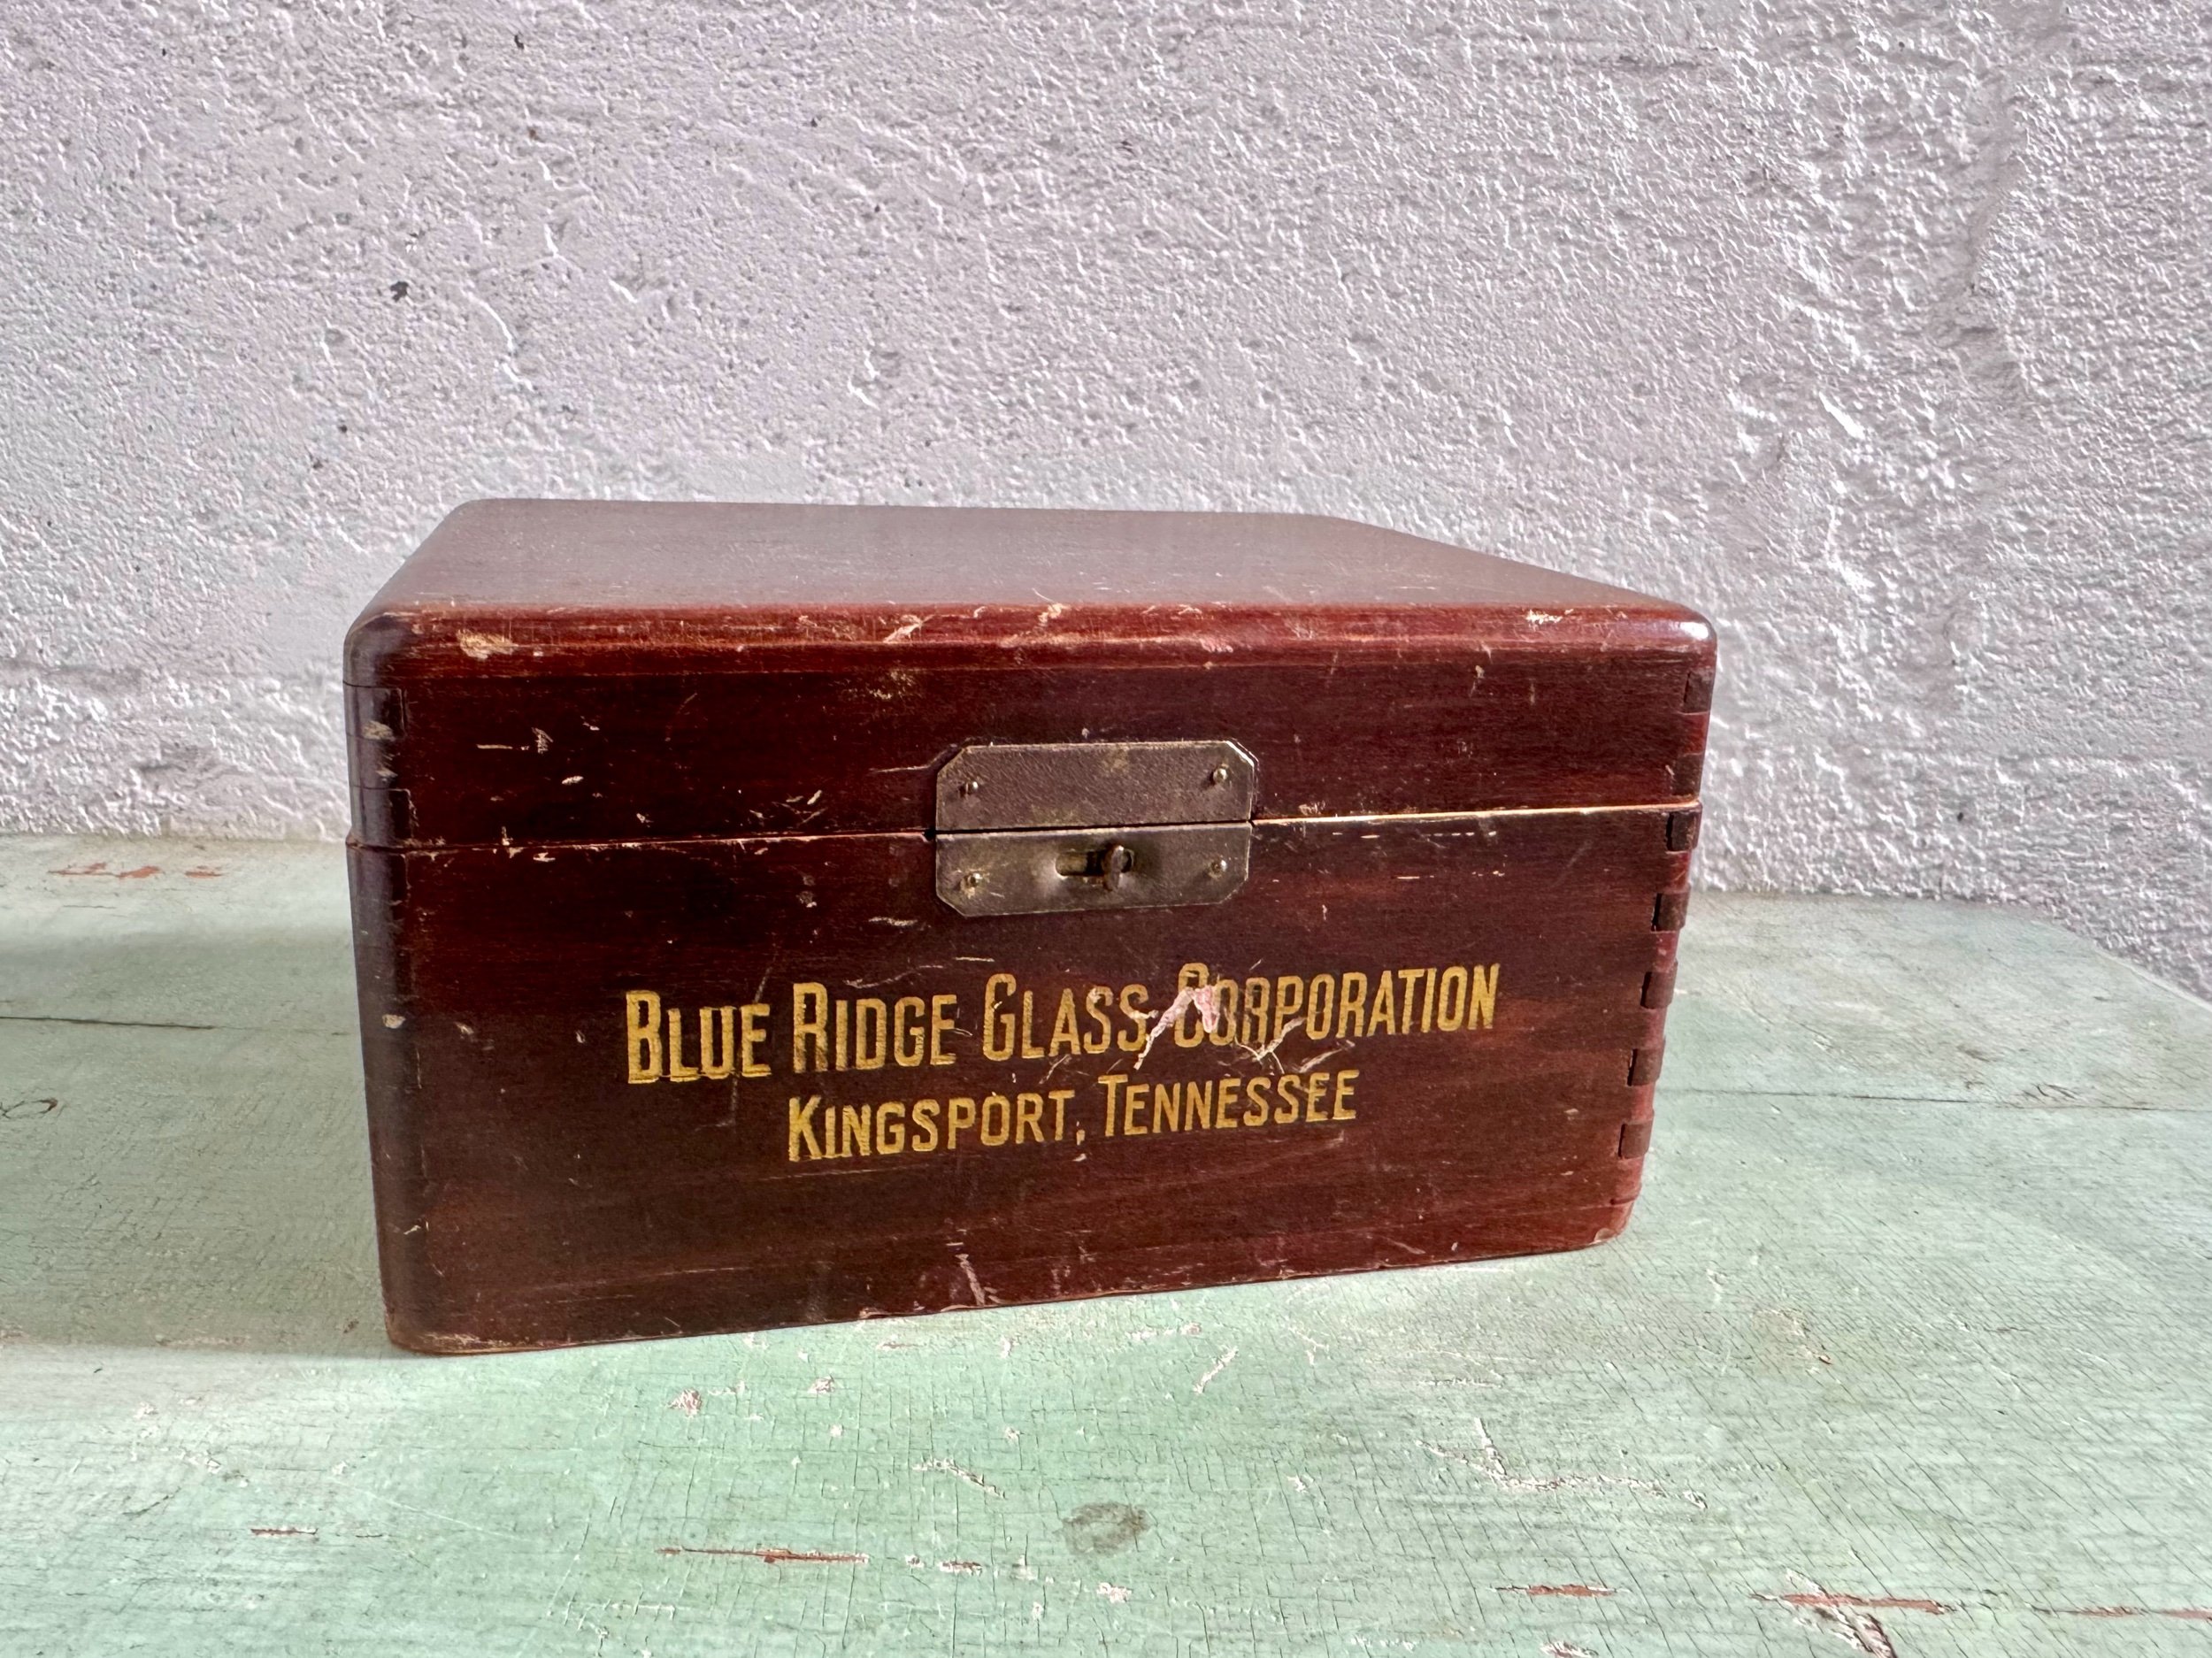 BLUE RIDGE GLASS CORPORATION
KINGSPORT, TENNESSEE